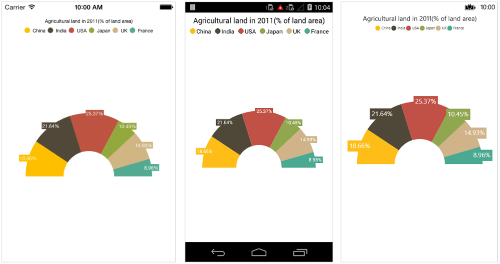 Carrier 10:00 AM
Agricultural land in 2011(% of land area)
China India USA Japan UK France
18.66%
21.64%
25.37%
10.45%
14.93%
8.96%
10:04
Agricultural land in 2011(% of land area)
China India USA Japan UK France
18.66%
21.64%
25.37%
10.45%
14.93%
8.96%
10:00
Agricultural land in 2011(% of land area)
China India USA Japan UK France
18.66%
21.64%
25.37%
10.45%
14.93%
8.96%